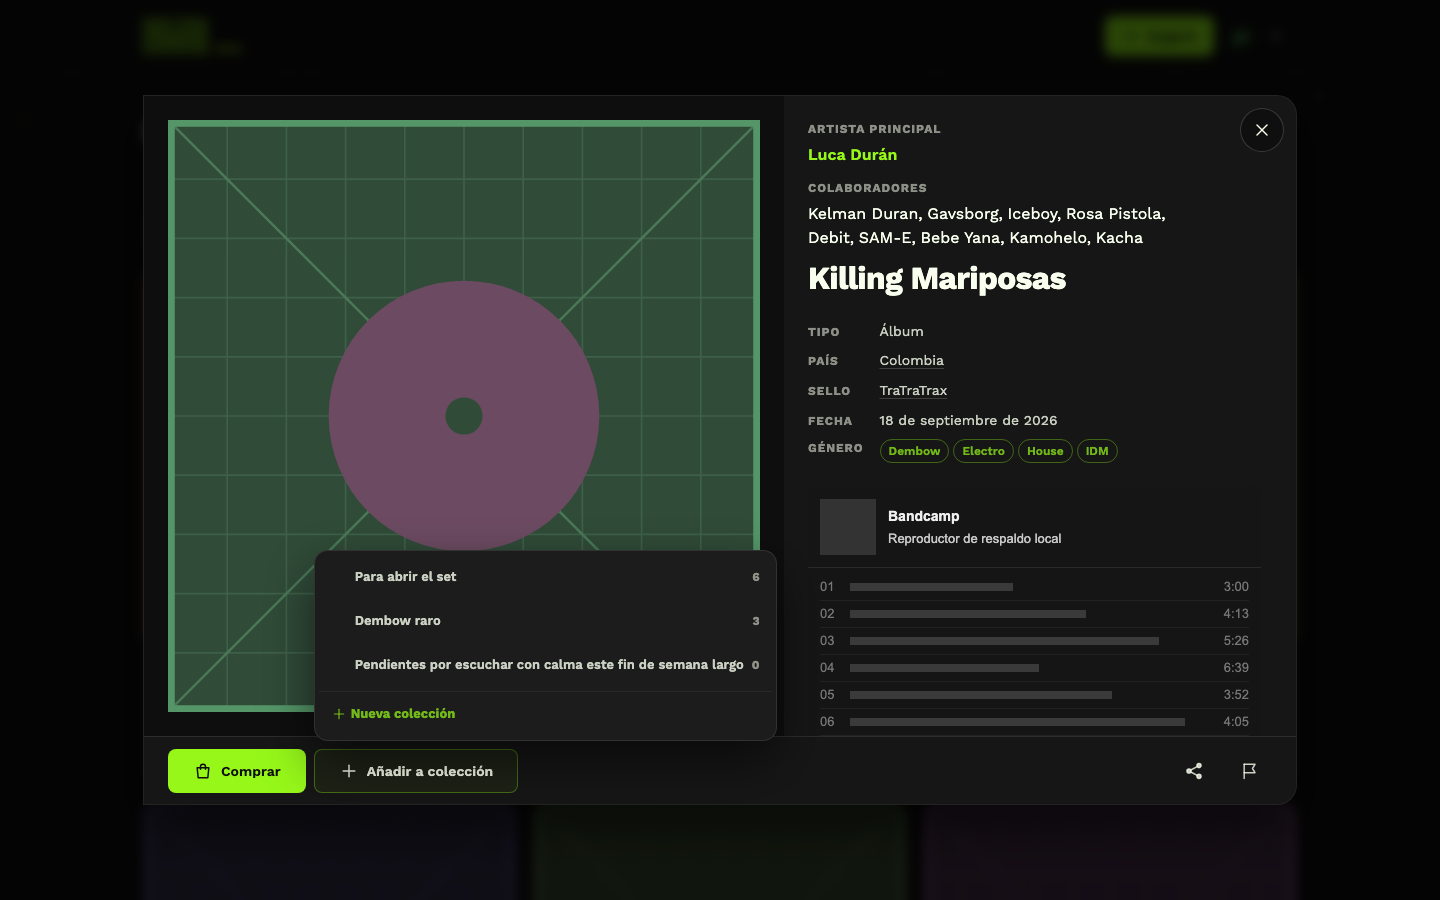 ARTISTA PRINCIPAL
Luca Durán
COLABORADORES
Kelman Duran, Gavsborg, Iceboy, Rosa Pistola,
Debit, SAM-E, Bebe Yana, Kamohelo, Kacha
Killing Mariposas
TIPO Álbum
PAÍS Colombia
SELLO TraTraTrax
FECHA 18 de septiembre de 2026
GÉNERO Dembow Electro House IDM
Bandcamp
Reproductor de respaldo local
01 3:00
02 4:13
03 5:26
04 6:39
05 3:52
06 4:05
Para abrir el set 6
Dembow raro 3
Pendientes por escuchar con calma este fin de semana largo 0
Nueva colección
Comprar
Añadir a colección